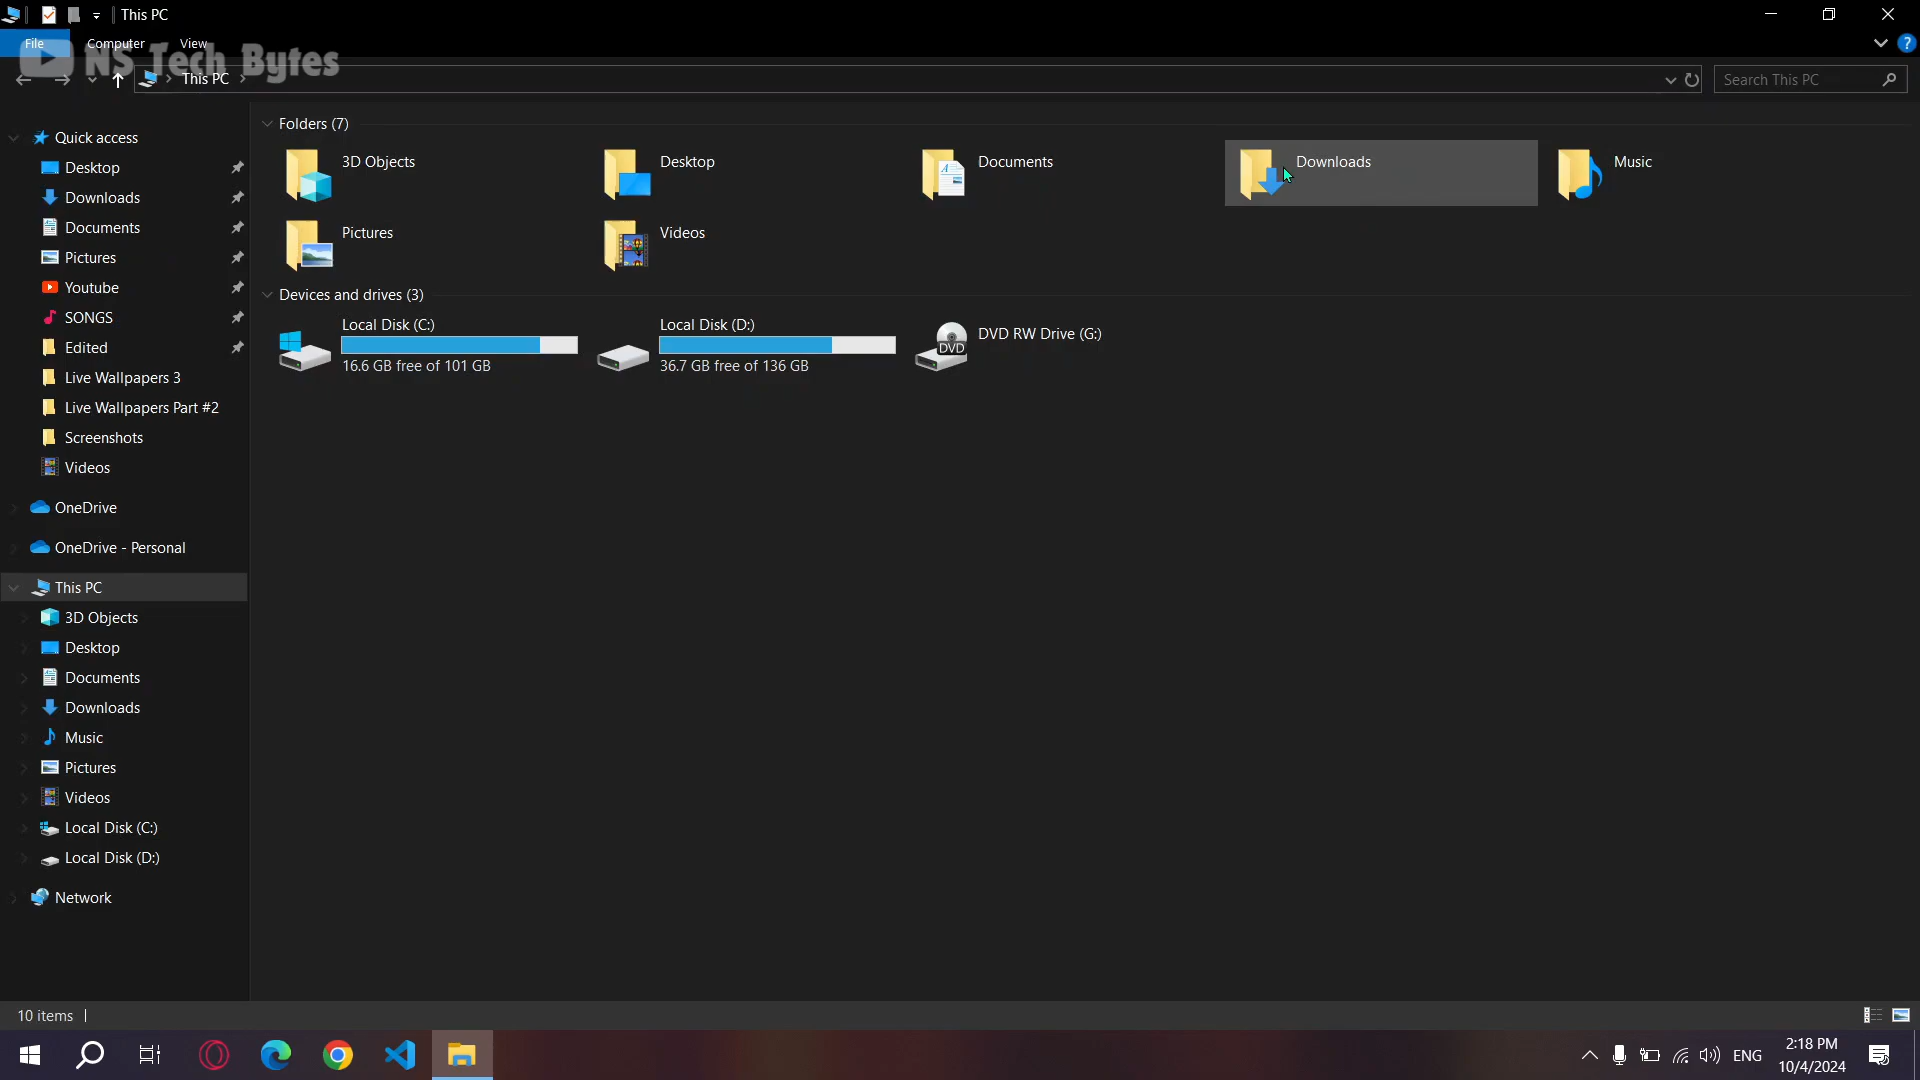 This PC
File
Computer
View
NS Tech Bytes
This PC
Search This PC
Quick access
Desktop
Downloads
Documents
Pictures
Youtube
SONGS
Edited
Live Wallpapers 3
Live Wallpapers Part #2
Screenshots
Videos
OneDrive
OneDrive - Personal
This PC
3D Objects
Desktop
Documents
Downloads
Music
Pictures
Videos
Local Disk (C:)
Local Disk (D:)
Network
Folders (7)
3D Objects
Desktop
Documents
Downloads
Music
Pictures
Videos
Devices and drives (3)
Local Disk (C:)
16.6 GB free of 101 GB
Local Disk (D:)
36.7 GB free of 136 GB
DVD
DVD RW Drive (G:)
10 items
ENG
2:18 PM
10/4/2024